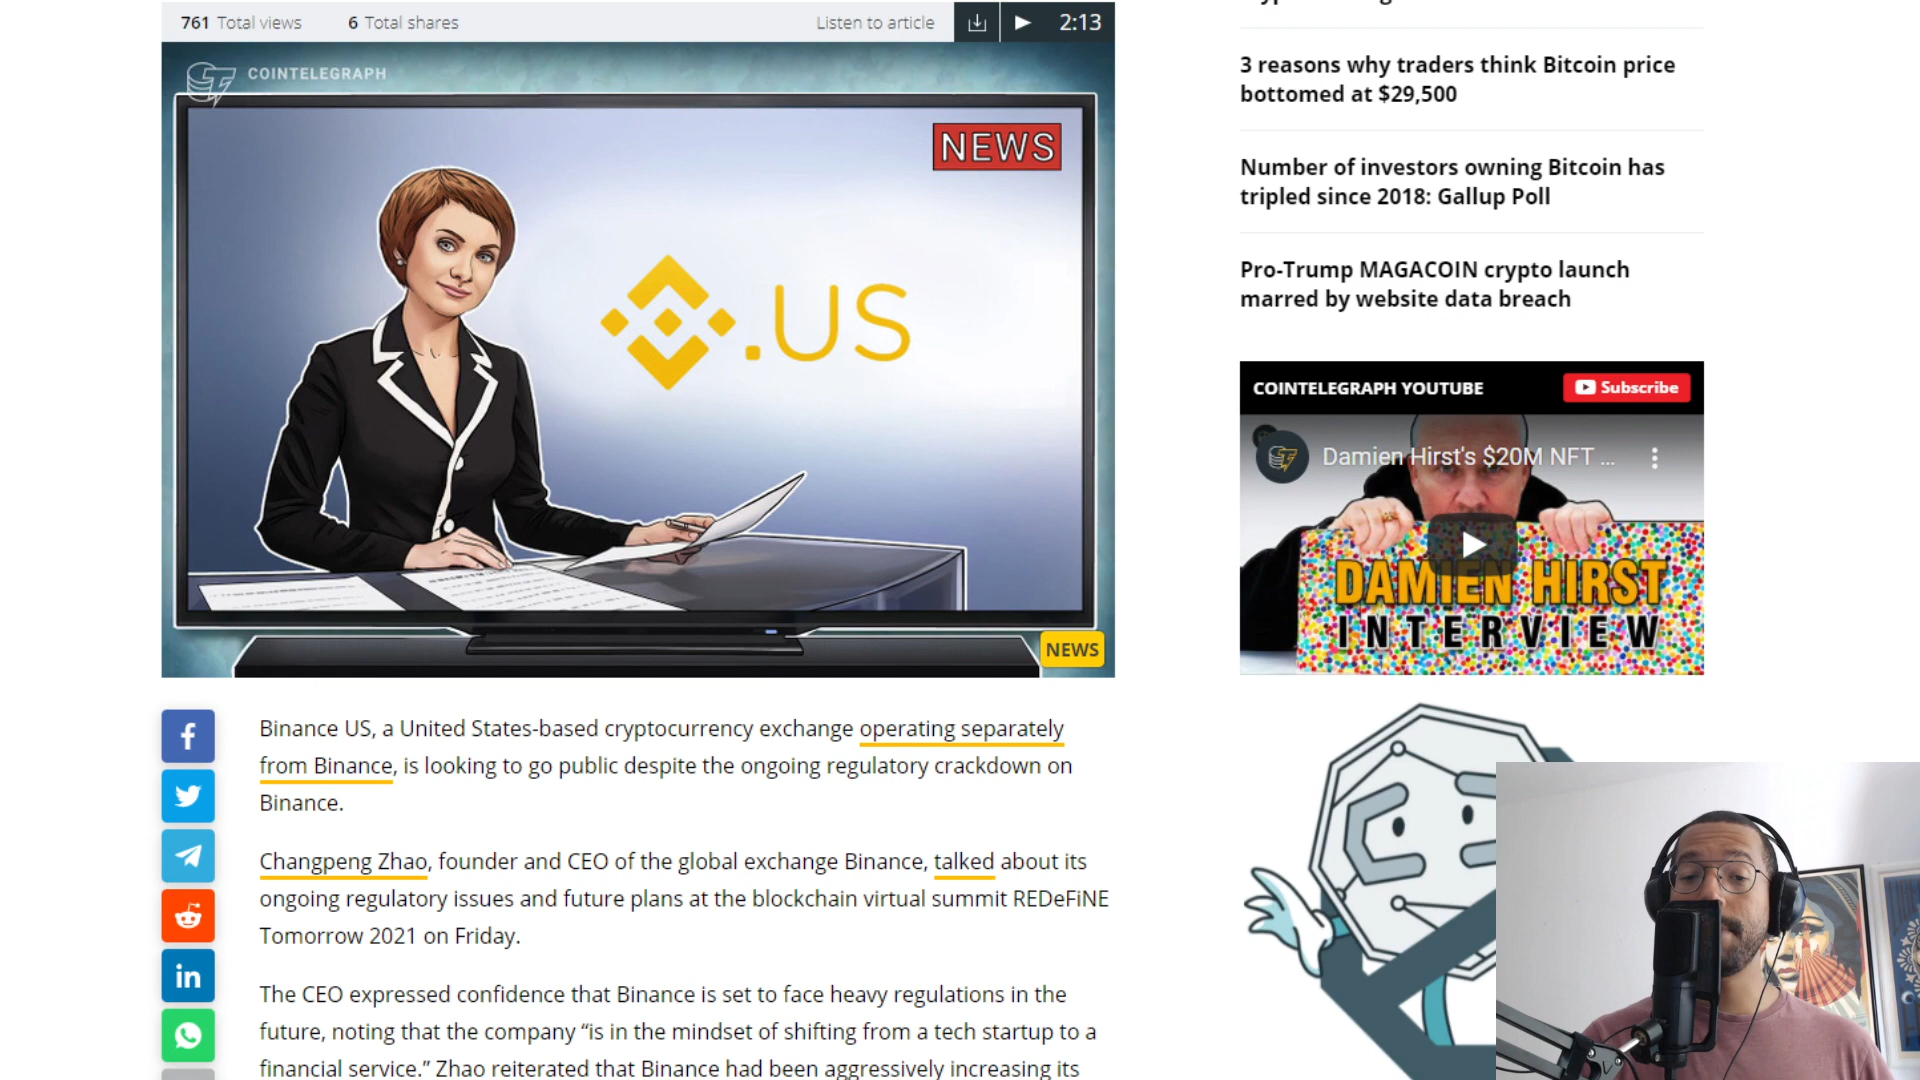 761 Total views
6 Total shares
Listen to article
2:13
COINTELEGRAPH
NEWS
.US
NEWS
Binance US, a United States-based cryptocurrency exchange operating separately
from Binance, is looking to go public despite the ongoing regulatory crackdown on
Binance.
Changpeng Zhao, founder and CEO of the global exchange Binance, talked about its
ongoing regulatory issues and future plans at the blockchain virtual summit REDeFiNE
Tomorrow 2021 on Friday.
The CEO expressed confidence that Binance is set to face heavy regulations in the
future, noting that the company “is in the mindset of shifting from a tech startup to a
financial service.” Zhao reiterated that Binance had been aggressively increasing its
3 reasons why traders think Bitcoin price
bottomed at $29,500
Number of investors owning Bitcoin has
tripled since 2018: Gallup Poll
Pro-Trump MAGACOIN crypto launch
marred by website data breach
COINTELEGRAPH YOUTUBE
Subscribe
Damien Hirst's $20M NFT ...
DAMIEN HIRST
INTERVIEW